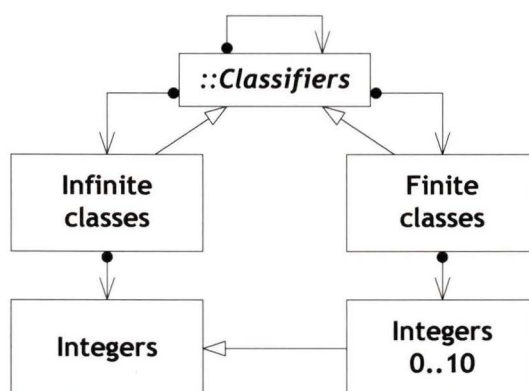 ::Classifiers
Infinite
classes
Finite
classes
Integers
Integers
0..10